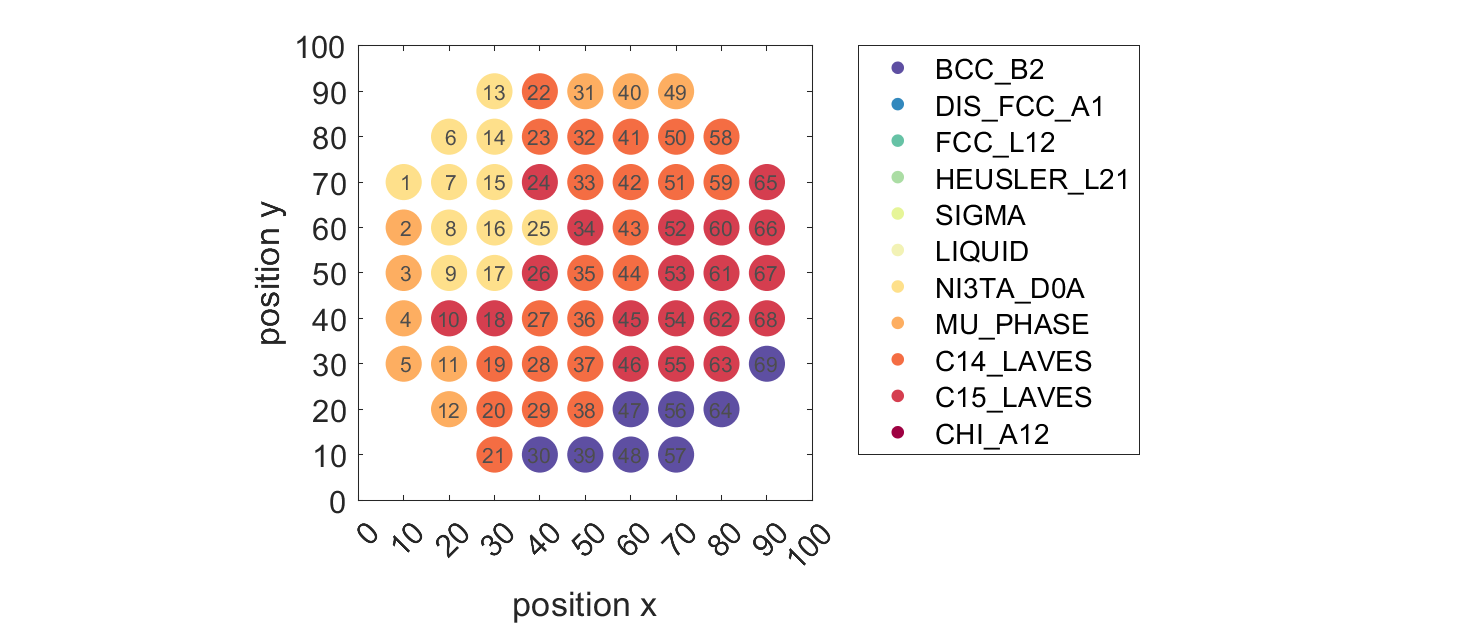 100
90 13 22 31 40 49
80 6 14 23 32 41 50 58
70 1 7 15 24 33 42 51 59 65
60 2 8 16 25 34 43 52 60 66
50 3 9 17 26 35 44 53 61 67
40 4 10 18 27 36 45 54 62 68
30 5 11 19 28 37 46 55 63 69
20 12 20 29 38 47 56 64
10 21 30 39 48 57
0
0 10 20 30 40 50 60 70 80 90 100
position x
position y
BCC_B2
DIS_FCC_A1
FCC_L12
HEUSLER_L21
SIGMA
LIQUID
NI3TA_D0A
MU_PHASE
C14_LAVES
C15_LAVES
CHI_A12